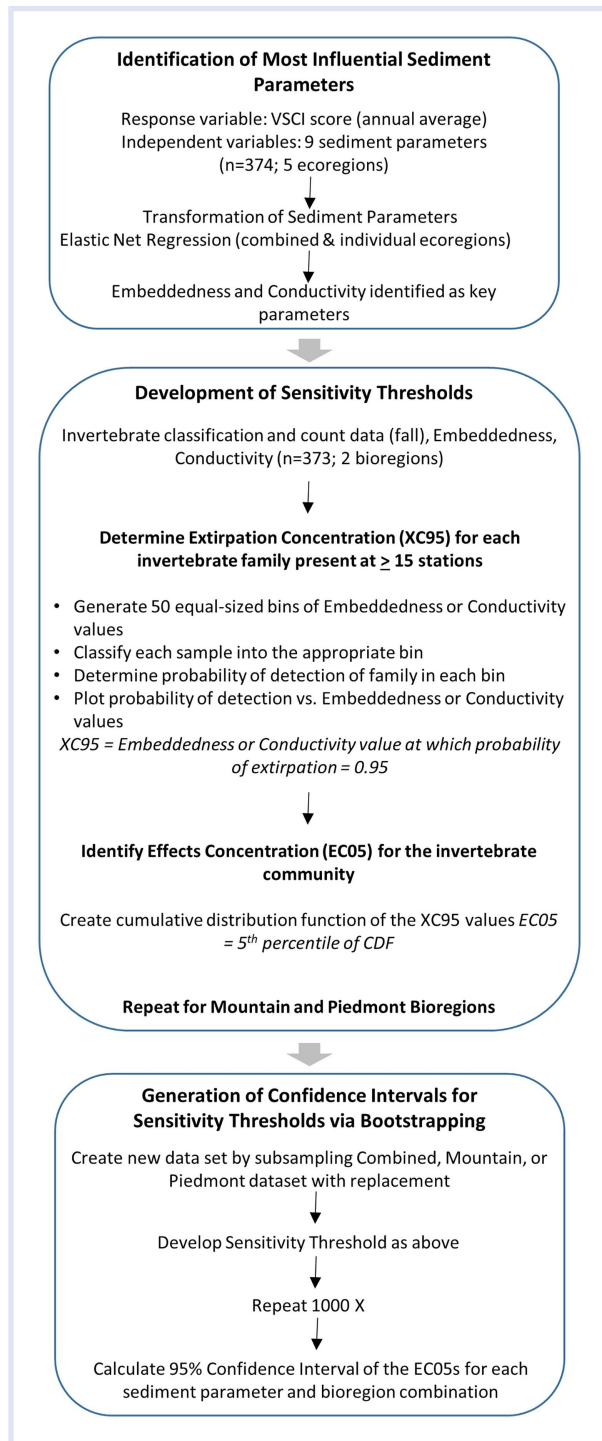 Identification of Most Influential Sediment
Parameters
Response variable: VSCI score (annual average)
Independent variables: 9 sediment parameters
(n=374; 5 ecoregions)
Transformation of Sediment Parameters
Elastic Net Regression (combined & individual ecoregions)
Embeddedness and Conductivity identified as key
parameters
Development of Sensitivity Thresholds
Invertebrate classification and count data (fall), Embeddedness,
Conductivity (n=373; 2 bioregions)
Determine Extirpation Concentration (XC95) for each
invertebrate family present at ≥ 15 stations
• Generate 50 equal-sized bins of Embeddedness or Conductivity
values
• Classify each sample into the appropriate bin
• Determine probability of detection of family in each bin
• Plot probability of detection vs. Embeddedness or Conductivity
values
XC95 = Embeddedness or Conductivity value at which probability
of extirpation = 0.95
Identify Effects Concentration (EC05) for the invertebrate
community
Create cumulative distribution function of the XC95 values EC05
= 5th percentile of CDF
Repeat for Mountain and Piedmont Bioregions
Generation of Confidence Intervals for
Sensitivity Thresholds via Bootstrapping
Create new data set by subsampling Combined, Mountain, or
Piedmont dataset with replacement
Develop Sensitivity Threshold as above
Repeat 1000 X
Calculate 95% Confidence Interval of the EC05s for each
sediment parameter and bioregion combination